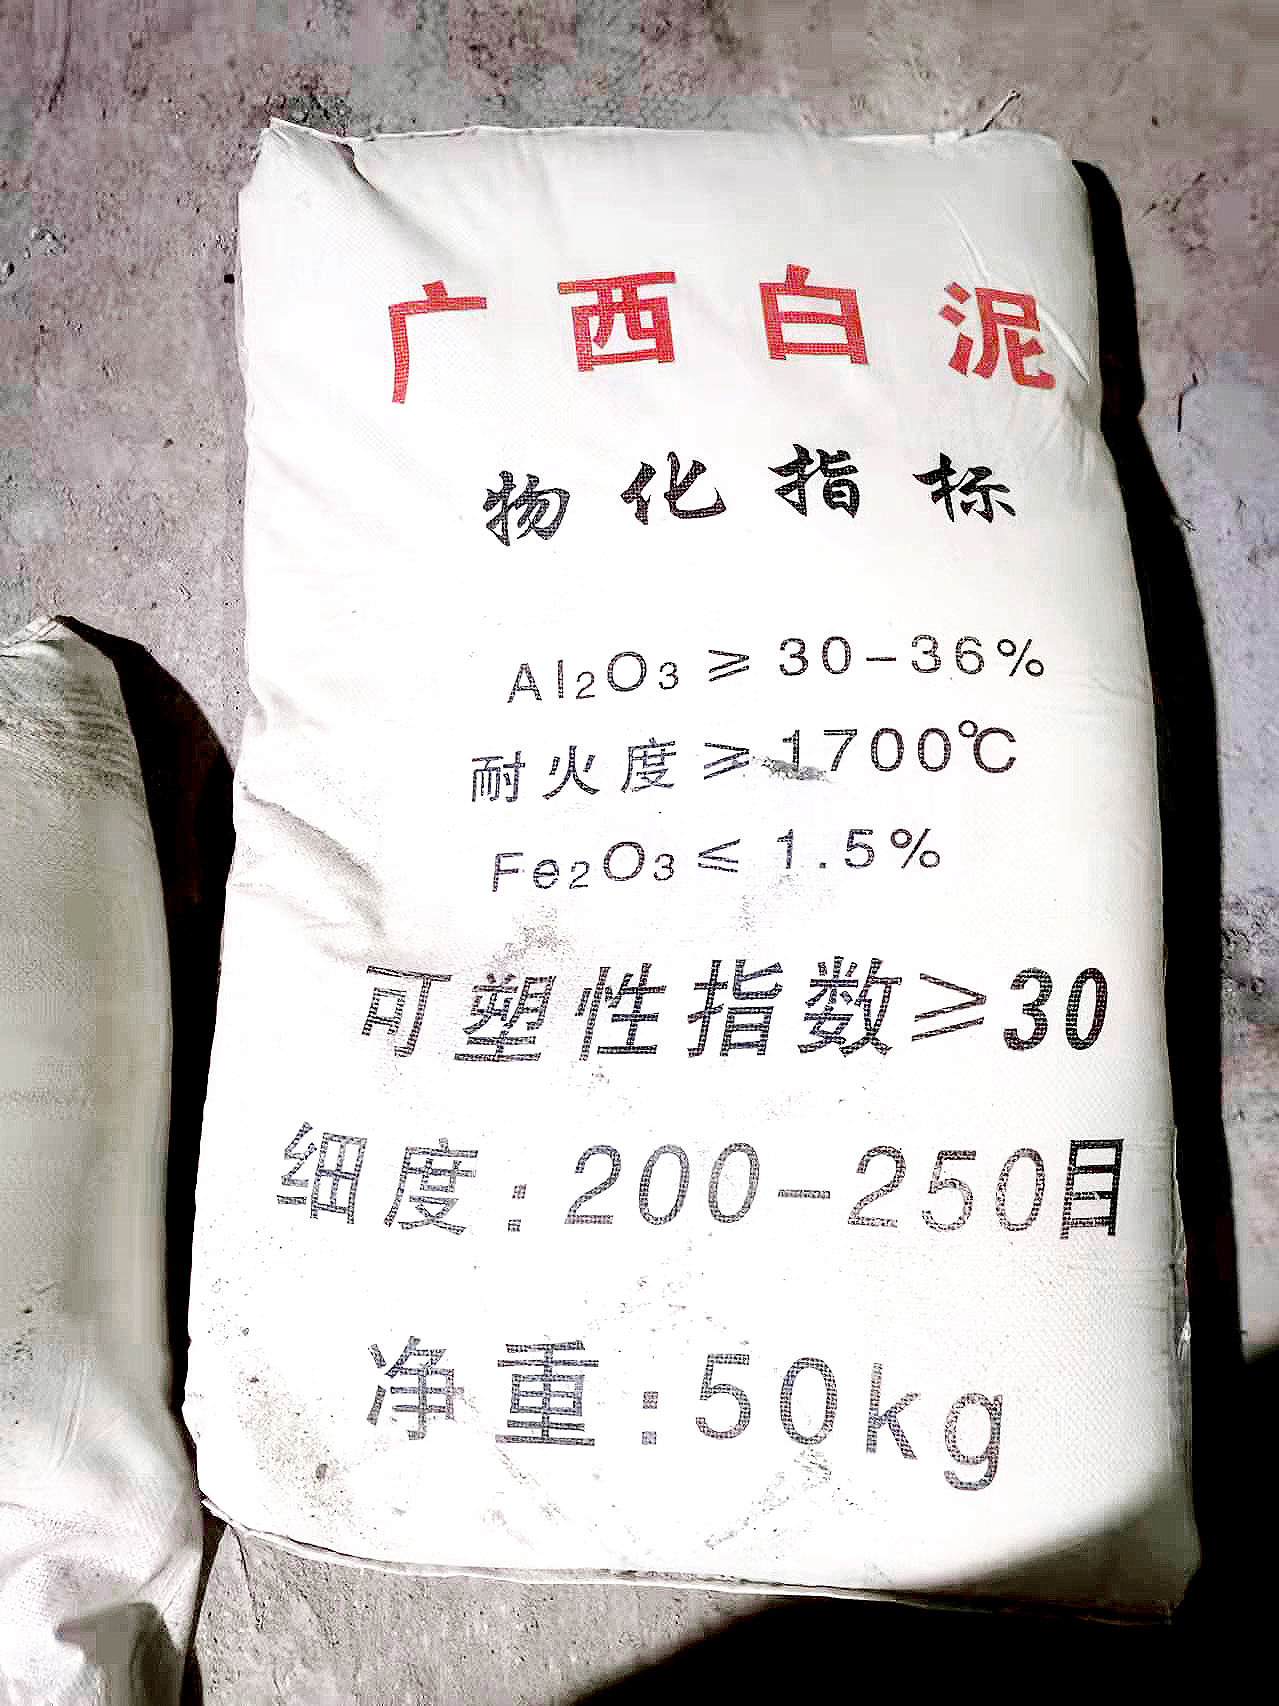 广西白泥
物化指标
Al₂O₃≥30-36%
耐火度≥1700℃
Fe₂O₃≤1.5%
可塑性指数≥30
细度:200-250目
净重:50kg